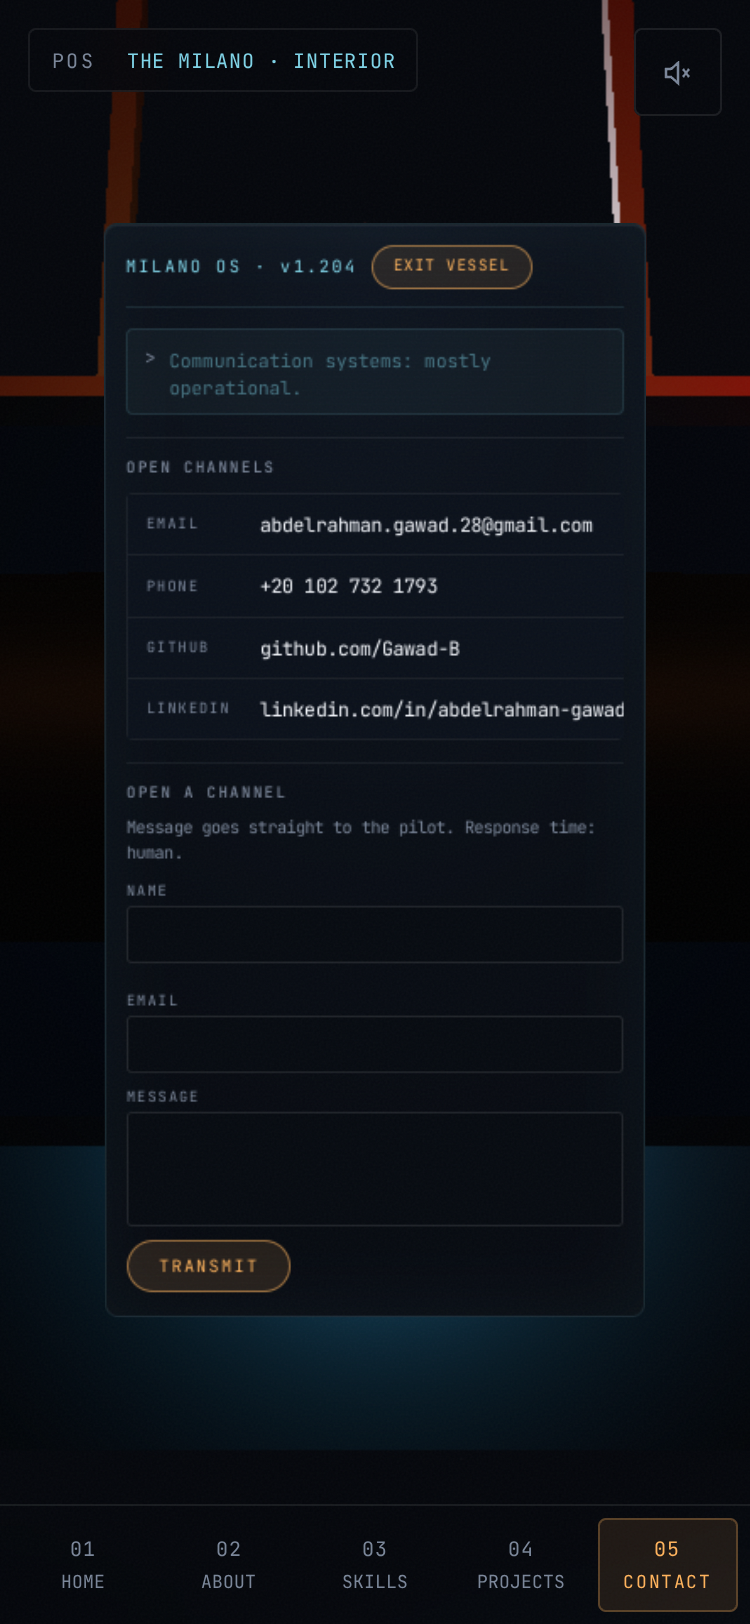 POS THE MILANO · INTERIOR
MILANO OS · v1.204 EXIT VESSEL
> Communication systems: mostly
operational.
OPEN CHANNELS
EMAIL abdelrahman.gawad.28@gmail.com
PHONE +20 102 732 1793
GITHUB github.com/Gawad-B
LINKEDIN linkedin.com/in/abdelrahman-gawad
OPEN A CHANNEL
Message goes straight to the pilot. Response time:
human.
NAME
EMAIL
MESSAGE
TRANSMIT
01 02 03 04 05
HOME ABOUT SKILLS PROJECTS CONTACT